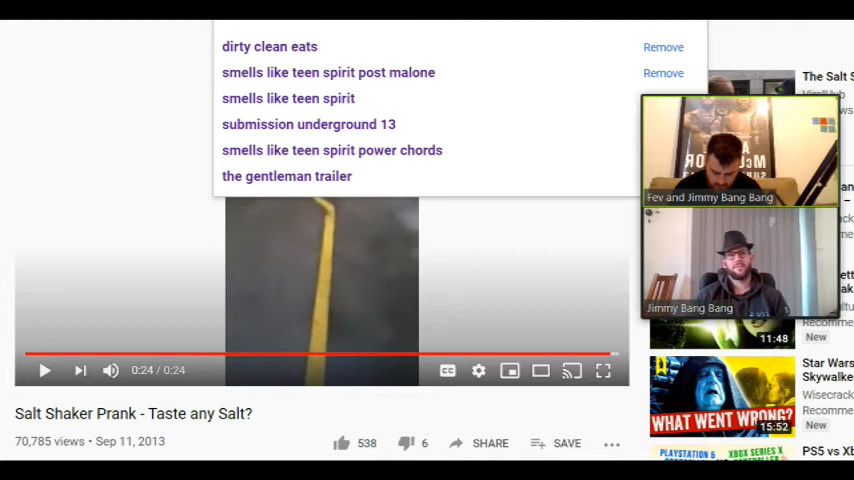 dirty clean eats
Remove
smells like teen spirit post malone
Remove
smells like teen spirit
submission underground 13
smells like teen spirit power chords
the gentleman trailer
The Salt S
Fev and Jimmy Bang Bang
Jimmy Bang Bang
0:24 / 0:24
CC
11:48
Recomme
New
Salt Shaker Prank - Taste any Salt?
70,785 views • Sep 11, 2013
538
6
SHARE
SAVE
WHAT WENT WRONG?
15:52
Star Wars
Skywalke
Wisecrack
Recomme
New
PLAYSTATION 5
XBOX SERIES X
PS5 vs Xb